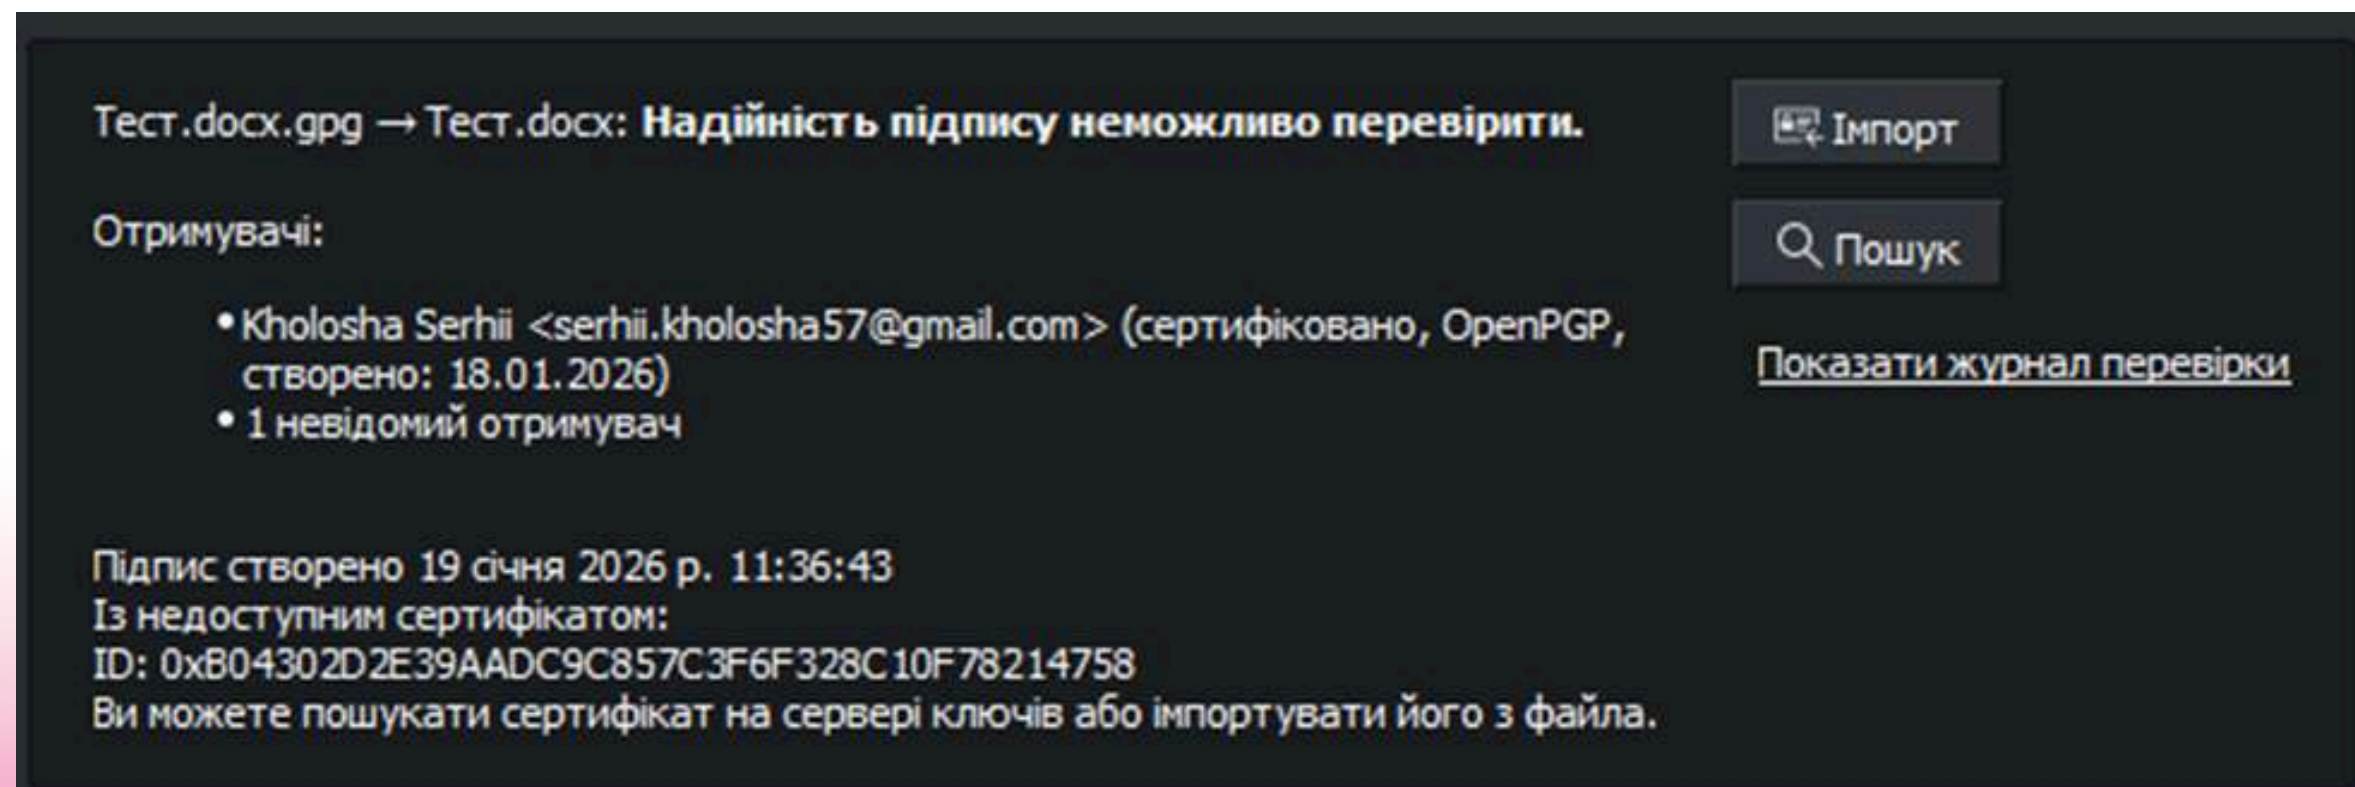 Тест.docx.gpg → Тест.docx: Надійність підпису неможливо перевірити.
Імпорт
Отримувачі:
Пошук
• Kholosha Serhii <serhii.kholosha57@gmail.com> (сертифіковано, OpenPGP,
створено: 18.01.2026)
Показати журнал перевірки
• 1 невідомий отримувач
Підпис створено 19 січня 2026 р. 11:36:43
Із недоступним сертифікатом:
ID: 0xB04302D2E39AADC9C857C3F6F328C10F78214758
Ви можете пошукати сертифікат на сервері ключів або імпортувати його з файла.